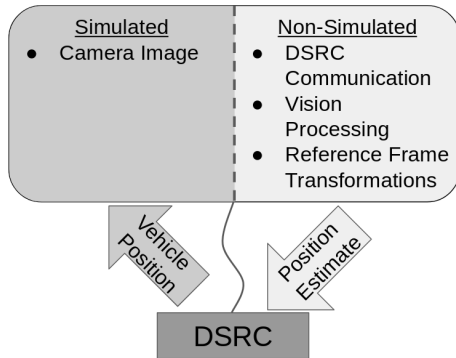 Simulated
● Camera Image
Non-Simulated
● DSRC
Communication
● Vision
Processing
● Reference Frame
Transformations
Vehicle
Position
Position
Estimate
DSRC